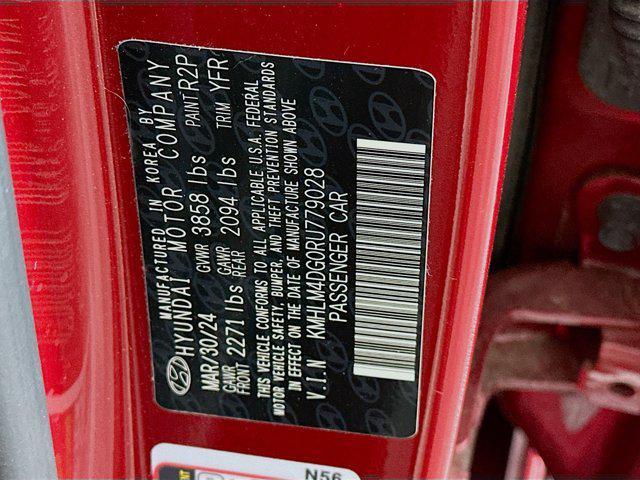 MANUFACTURED IN KOREA BY
HYUNDAI MOTOR COMPANY
MAR/30/24 GVWR 3858 lbs PAINT R2P
GAWR FRONT 2271 lbs GAWR REAR 2094 lbs TRIM YFR
THIS VEHICLE CONFORMS TO ALL APPLICABLE U.S.A. FEDERAL
MOTOR VEHICLE SAFETY, BUMPER, AND THEFT PREVENTION STANDARDS
IN EFFECT ON THE DATE OF MANUFACTURE SHOWN ABOVE
V.I.N KMHLM4DG0RU779028
PASSENGER CAR
N56